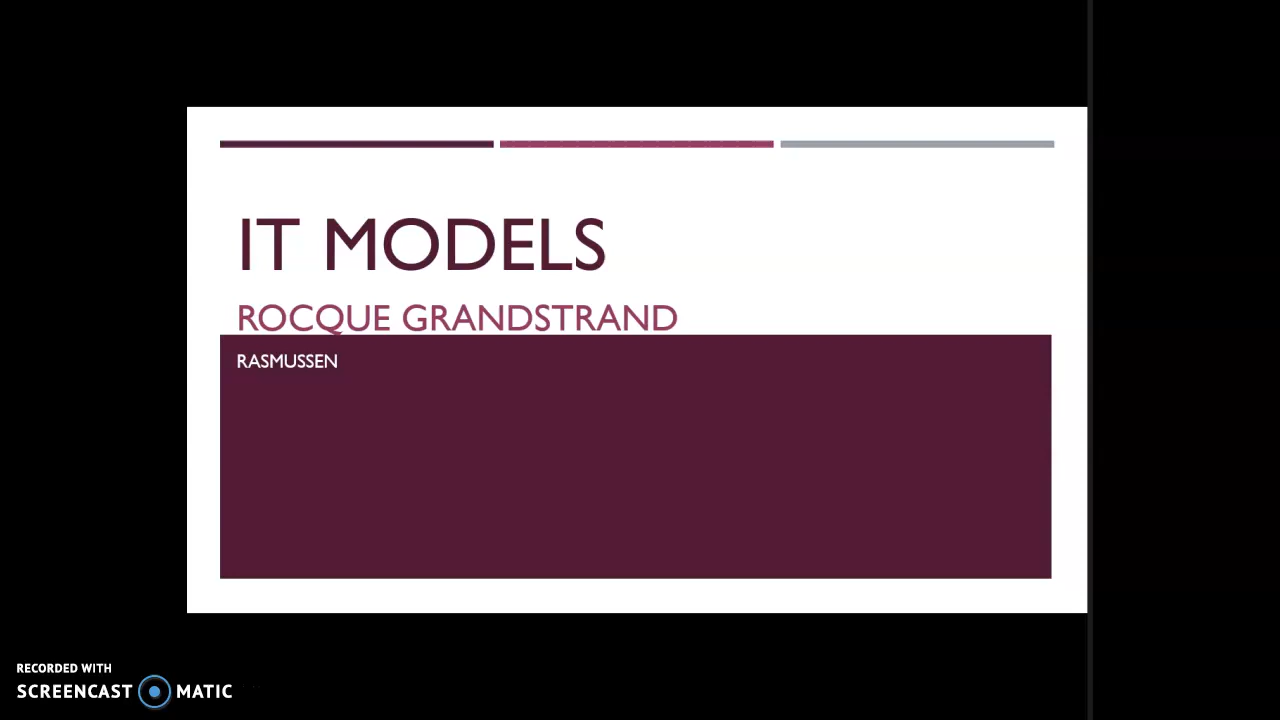 IT MODELS
ROCQUE GRANDSTRAND
RASMUSSEN
RECORDED WITH
SCREENCAST MATIC